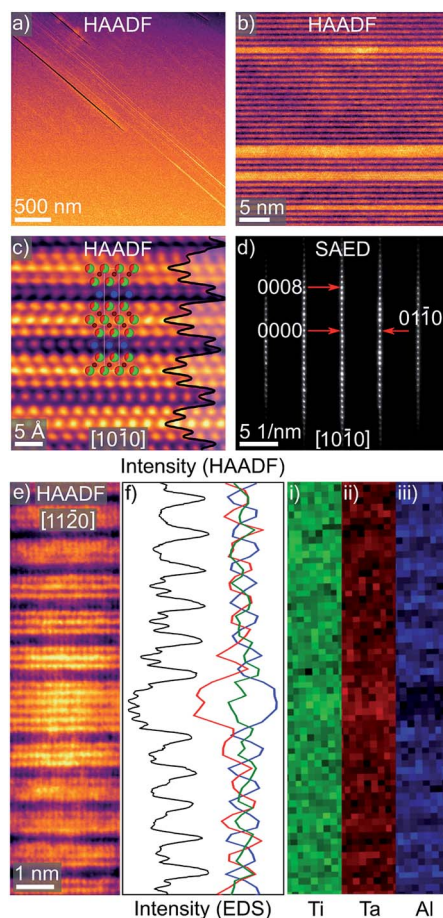 a) HAADF
500 nm
b) HAADF
5 nm
c) HAADF
5 Å
[101̄0]
d) SAED
0008
0000
011̄0
5 1/nm
[101̄0]
Intensity (HAADF)
e) HAADF
[112̄0]
1 nm
f)
i)
ii)
iii)
Intensity (EDS)
Ti
Ta
Al